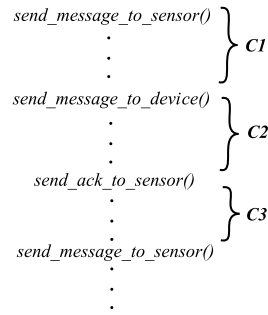 send_message_to_sensor()
.
.
.
C1
send_message_to_device()
.
.
.
C2
send_ack_to_sensor()
.
.
.
C3
send_message_to_sensor()
.
.
.